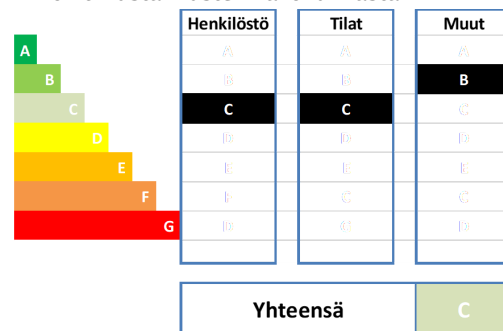 Henkilöstö Tilat Muut
A A A A
B B B B
C C C C
D D D D
E E E E
F F C C
G D C D
Yhteensä C